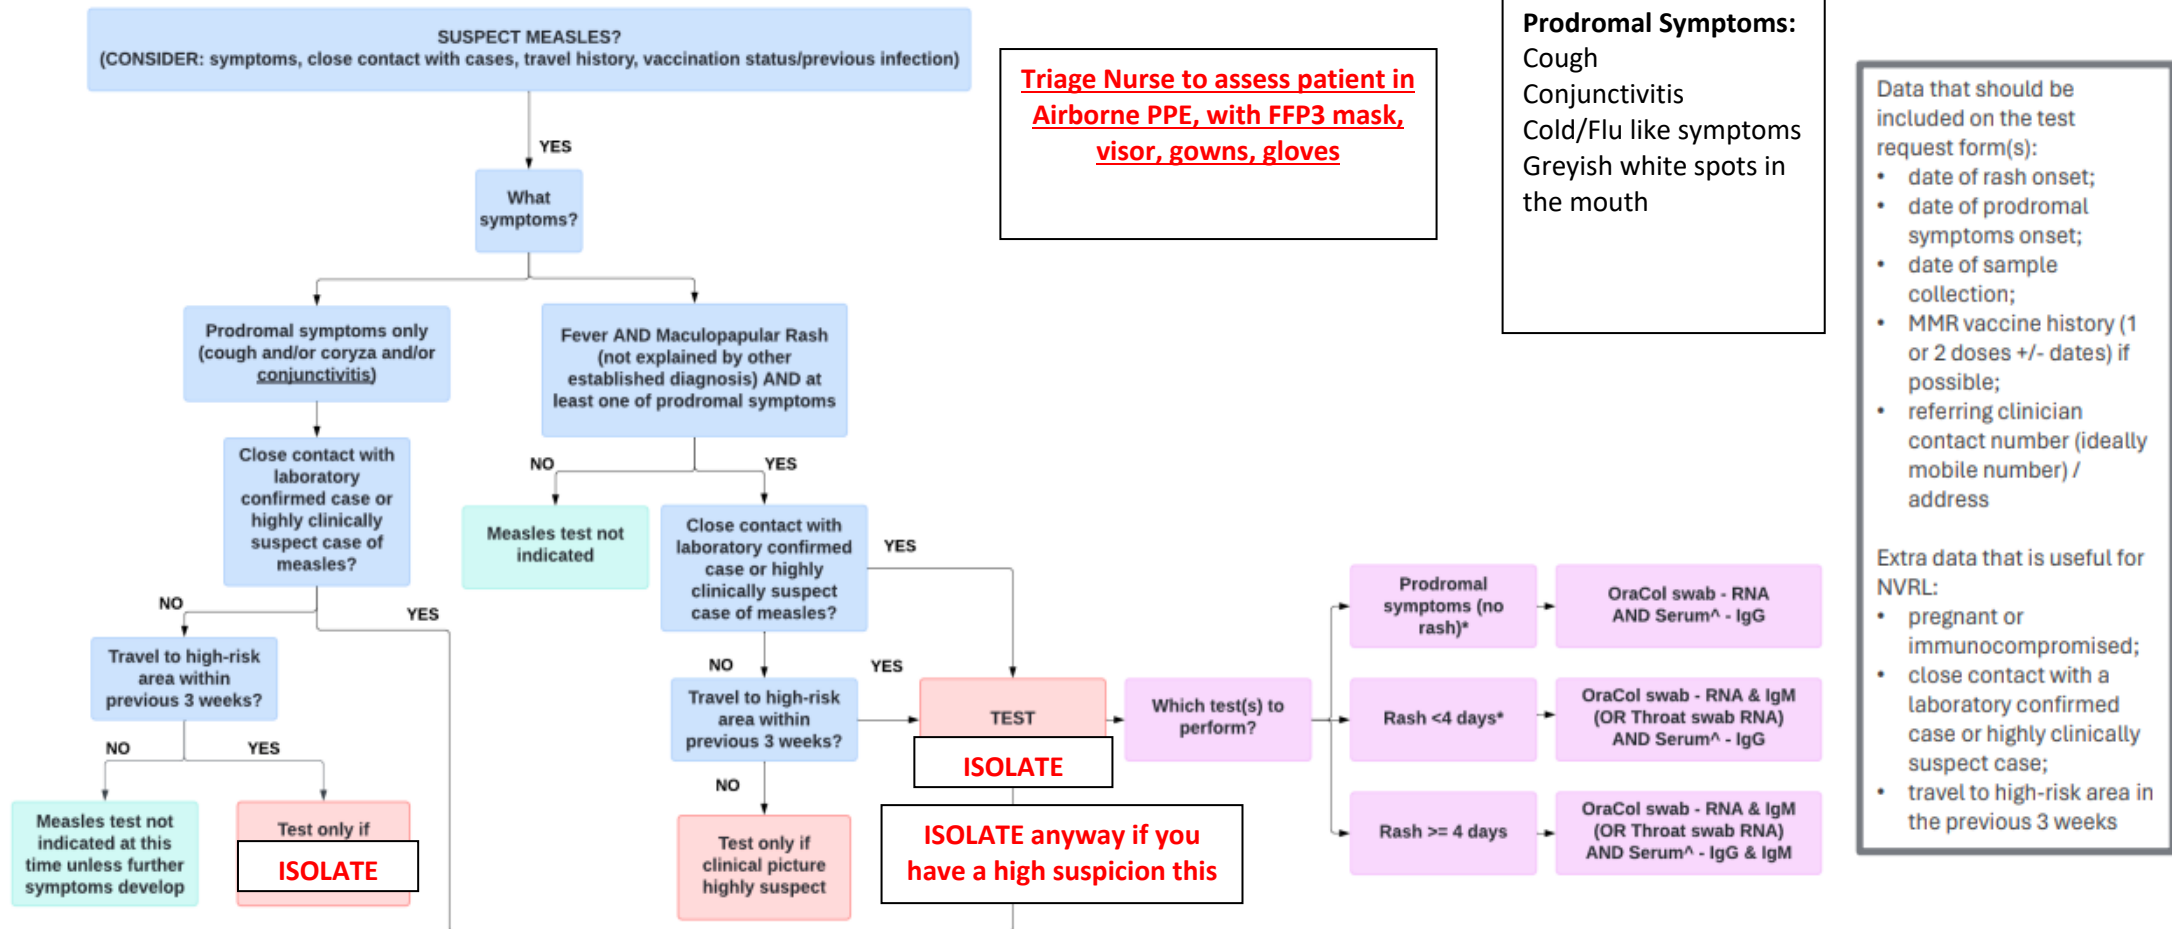 SUSPECT MEASLES?
(CONSIDER: symptoms, close contact with cases, travel history, vaccination status/previous infection)
YES
What
symptoms?
Triage Nurse to assess patient in
Airborne PPE, with FFP3 mask,
visor, gowns, gloves
Prodromal Symptoms:
Cough
Conjunctivitis
Cold/Flu like symptoms
Greyish white spots in
the mouth
Data that should be
included on the test
request form(s):
• date of rash onset;
• date of prodromal
symptoms onset;
• date of sample
collection;
• MMR vaccine history (1
or 2 doses +/- dates) if
possible;
• referring clinician
contact number (ideally
mobile number) /
address
Extra data that is useful for
NVRL:
• pregnant or
immunocompromised;
• close contact with a
laboratory confirmed
case or highly clinically
suspect case;
• travel to high-risk area in
the previous 3 weeks
Prodromal symptoms only
(cough and/or coryza and/or
conjunctivitis)
Close contact with
laboratory
confirmed case or
highly clinically
suspect case of
measles?
NO
YES
Travel to high-risk
area within
previous 3 weeks?
NO
YES
Measles test not
indicated at this
time unless further
symptoms develop
Test only if
ISOLATE
Fever AND Maculopapular Rash
(not explained by other
established diagnosis) AND at
least one of prodromal symptoms
NO
YES
Measles test not
indicated
Close contact with
laboratory confirmed
case or highly
clinically suspect
case of measles?
YES
NO
YES
Travel to high-risk
area within
previous 3 weeks?
NO
Test only if
clinical picture
highly suspect
TEST
ISOLATE
ISOLATE anyway if you
have a high suspicion this
Which test(s) to
perform?
Prodromal
symptoms (no
rash)*
OraCol swab - RNA
AND Serum^ - IgG
Rash <4 days*
OraCol swab - RNA & IgM
(OR Throat swab RNA)
AND Serum^ - IgG
Rash >= 4 days
OraCol swab - RNA & IgM
(OR Throat swab RNA)
AND Serum^ - IgG & IgM